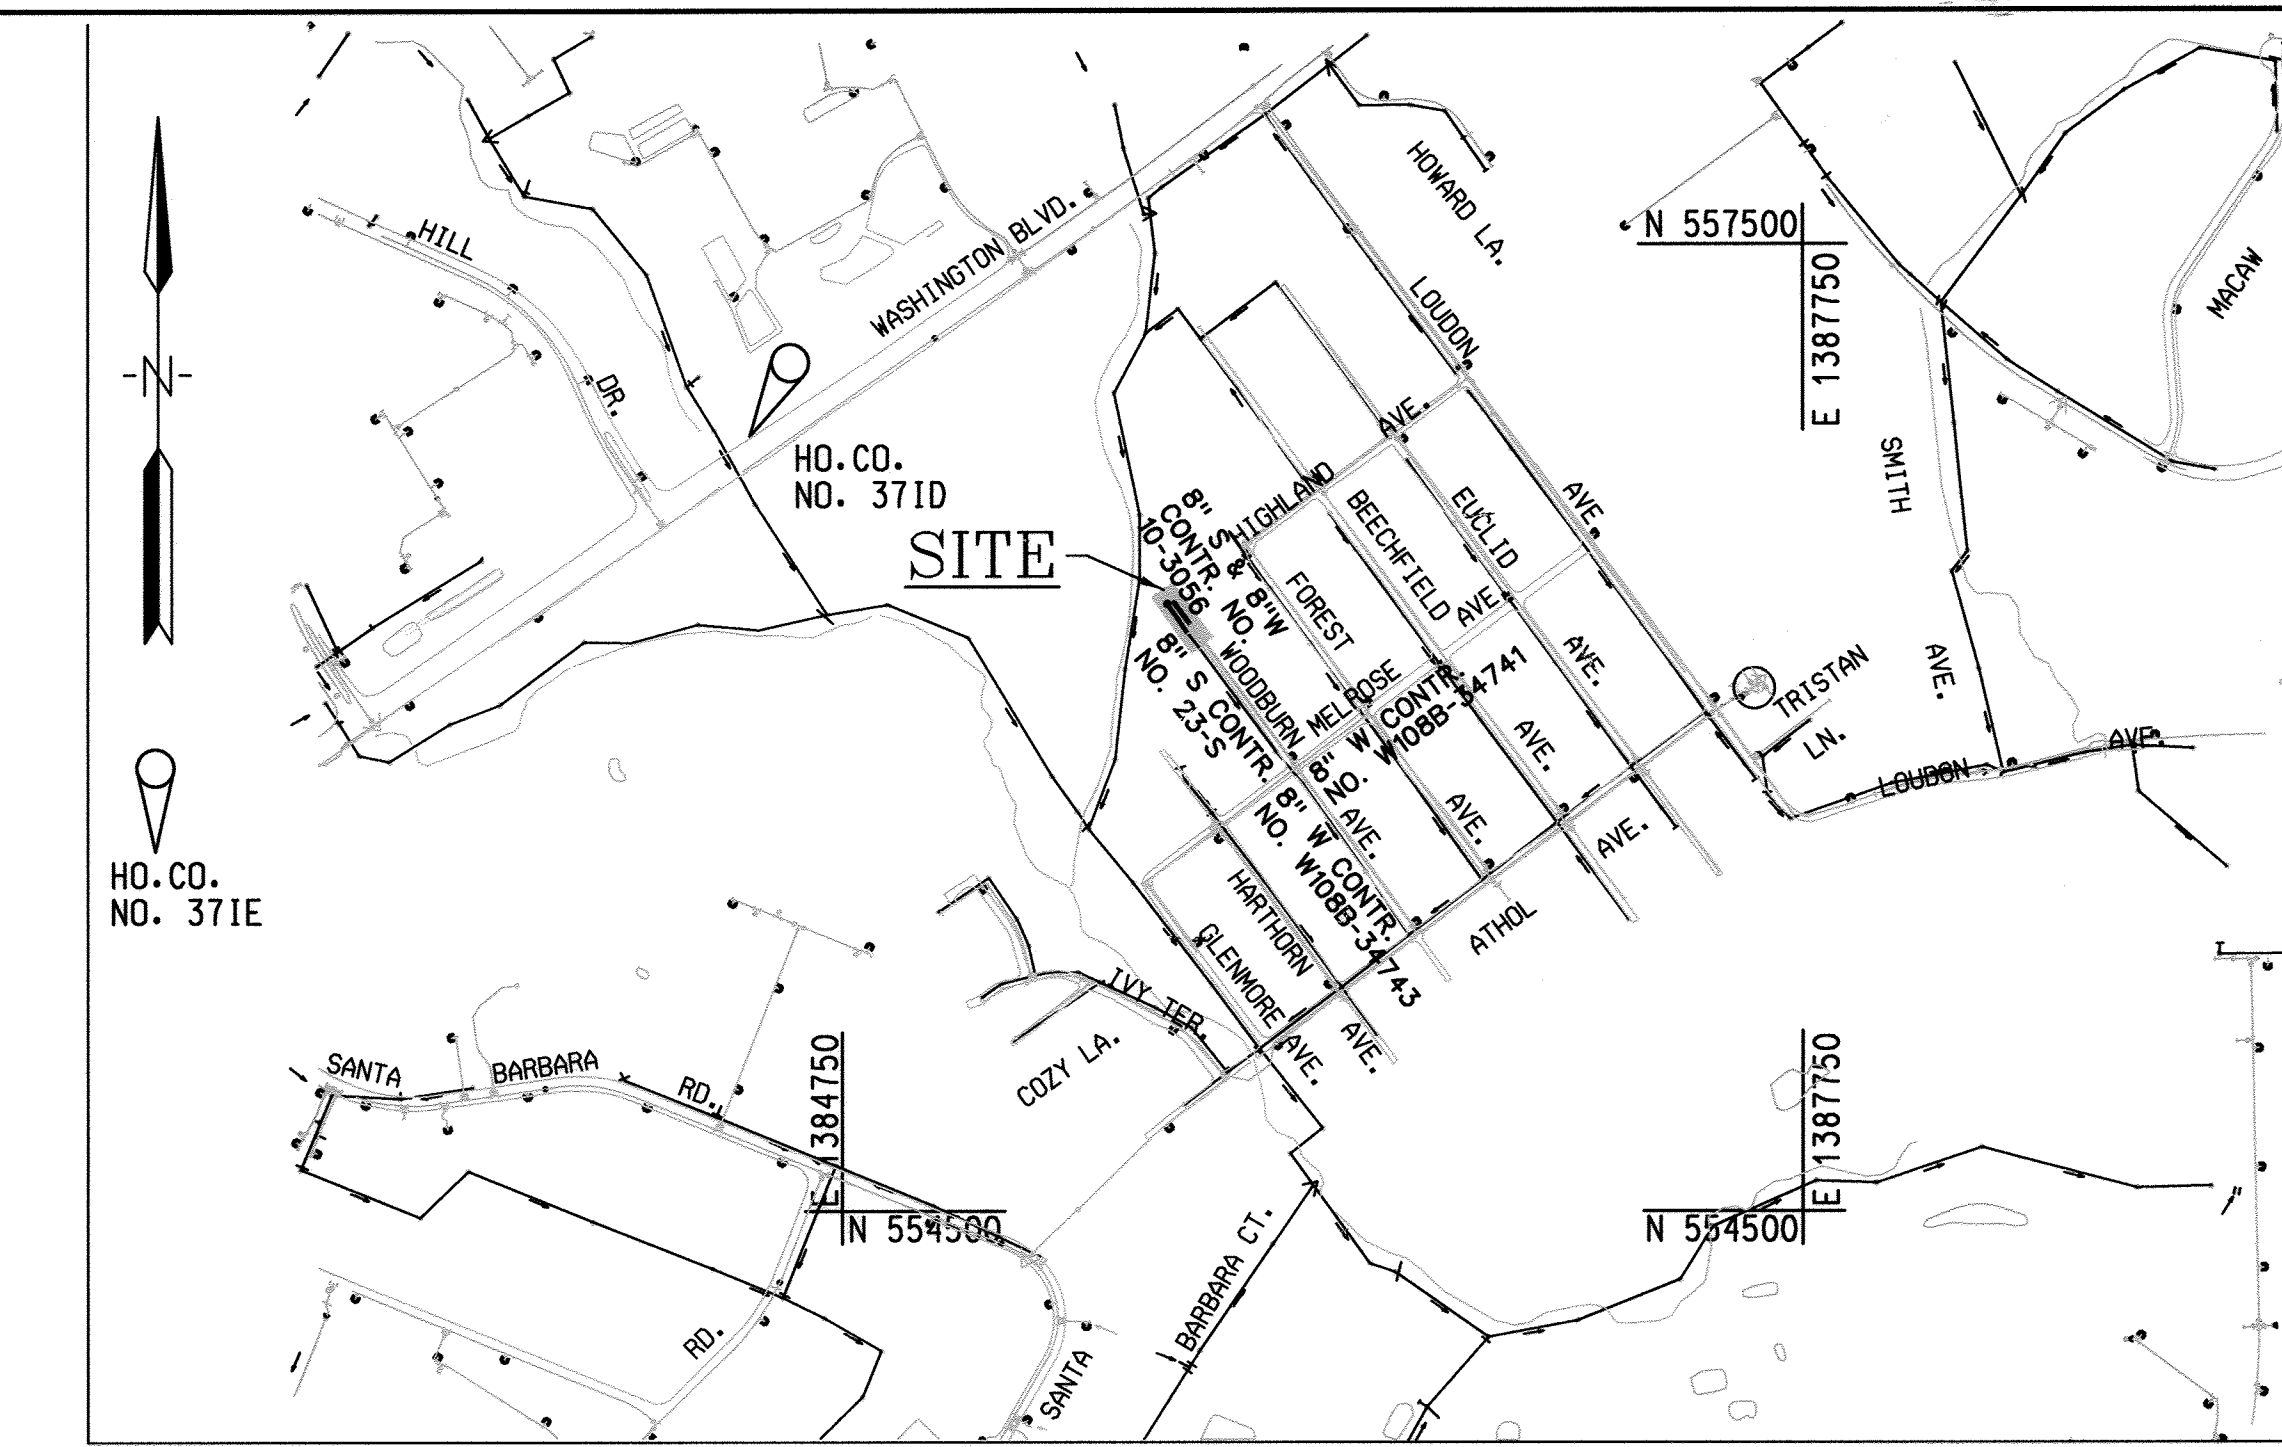 HOWARD LA.
HILL
DR.
WASHINGTON BLVD.
N 557500
E 1387750
MACAW
LOUDON
AVE.
-N-
HO.CO.
NO. 37ID
SITE
8" S & 8"W
CONTR. NO.
10-3056
HIGHLAND AVE.
BEECHFIELD
AVE.
EUCLID
AVE.
FOREST
AVE.
SMITH
AVE.
WOODBURN
AVE.
MELROSE AVE.
8" S CONTR.
NO. 23-S
8" W CONTR.
NO. W108B-34741
8" W CONTR.
NO. W108B-34743
TRISTAN
LN.
LOUDON AVE.
HO.CO.
NO. 37IE
HARTHORN
AVE.
GLENMORE
AVE.
ATHOL
AVE.
IVY TER.
COZY LA.
SANTA BARBARA RD.
E 1384750
N 554500
E 1387750
N 554500
BARBARA CT.
RD.
SANTA